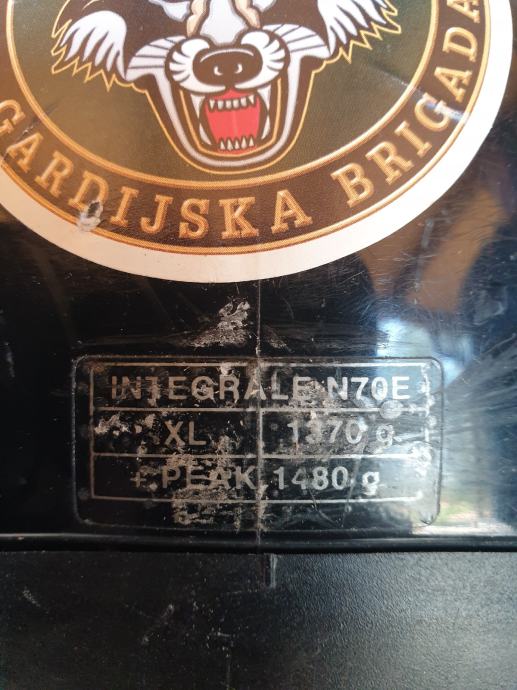 GARDIJSKA BRIGADA
INTEGRALE N70E
XL 1370 g
+ PEAK 1480 g